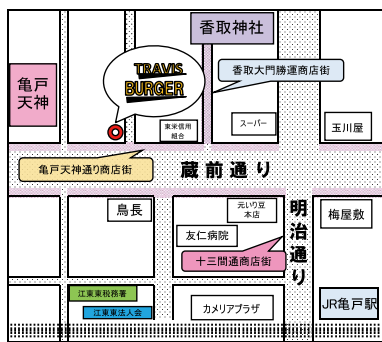 香取神社
亀戸
天神
TRAVIS
BURGER
香取大門勝運商店街
東栄信用
組合
スーパー
玉川屋
亀戸天神通り商店街
蔵前通り
鳥長
元いり豆
本店
梅屋敷
友仁病院
明治通り
十三間通商店街
江東東税務署
江東東法人会
カメリアプラザ
JR亀戸駅